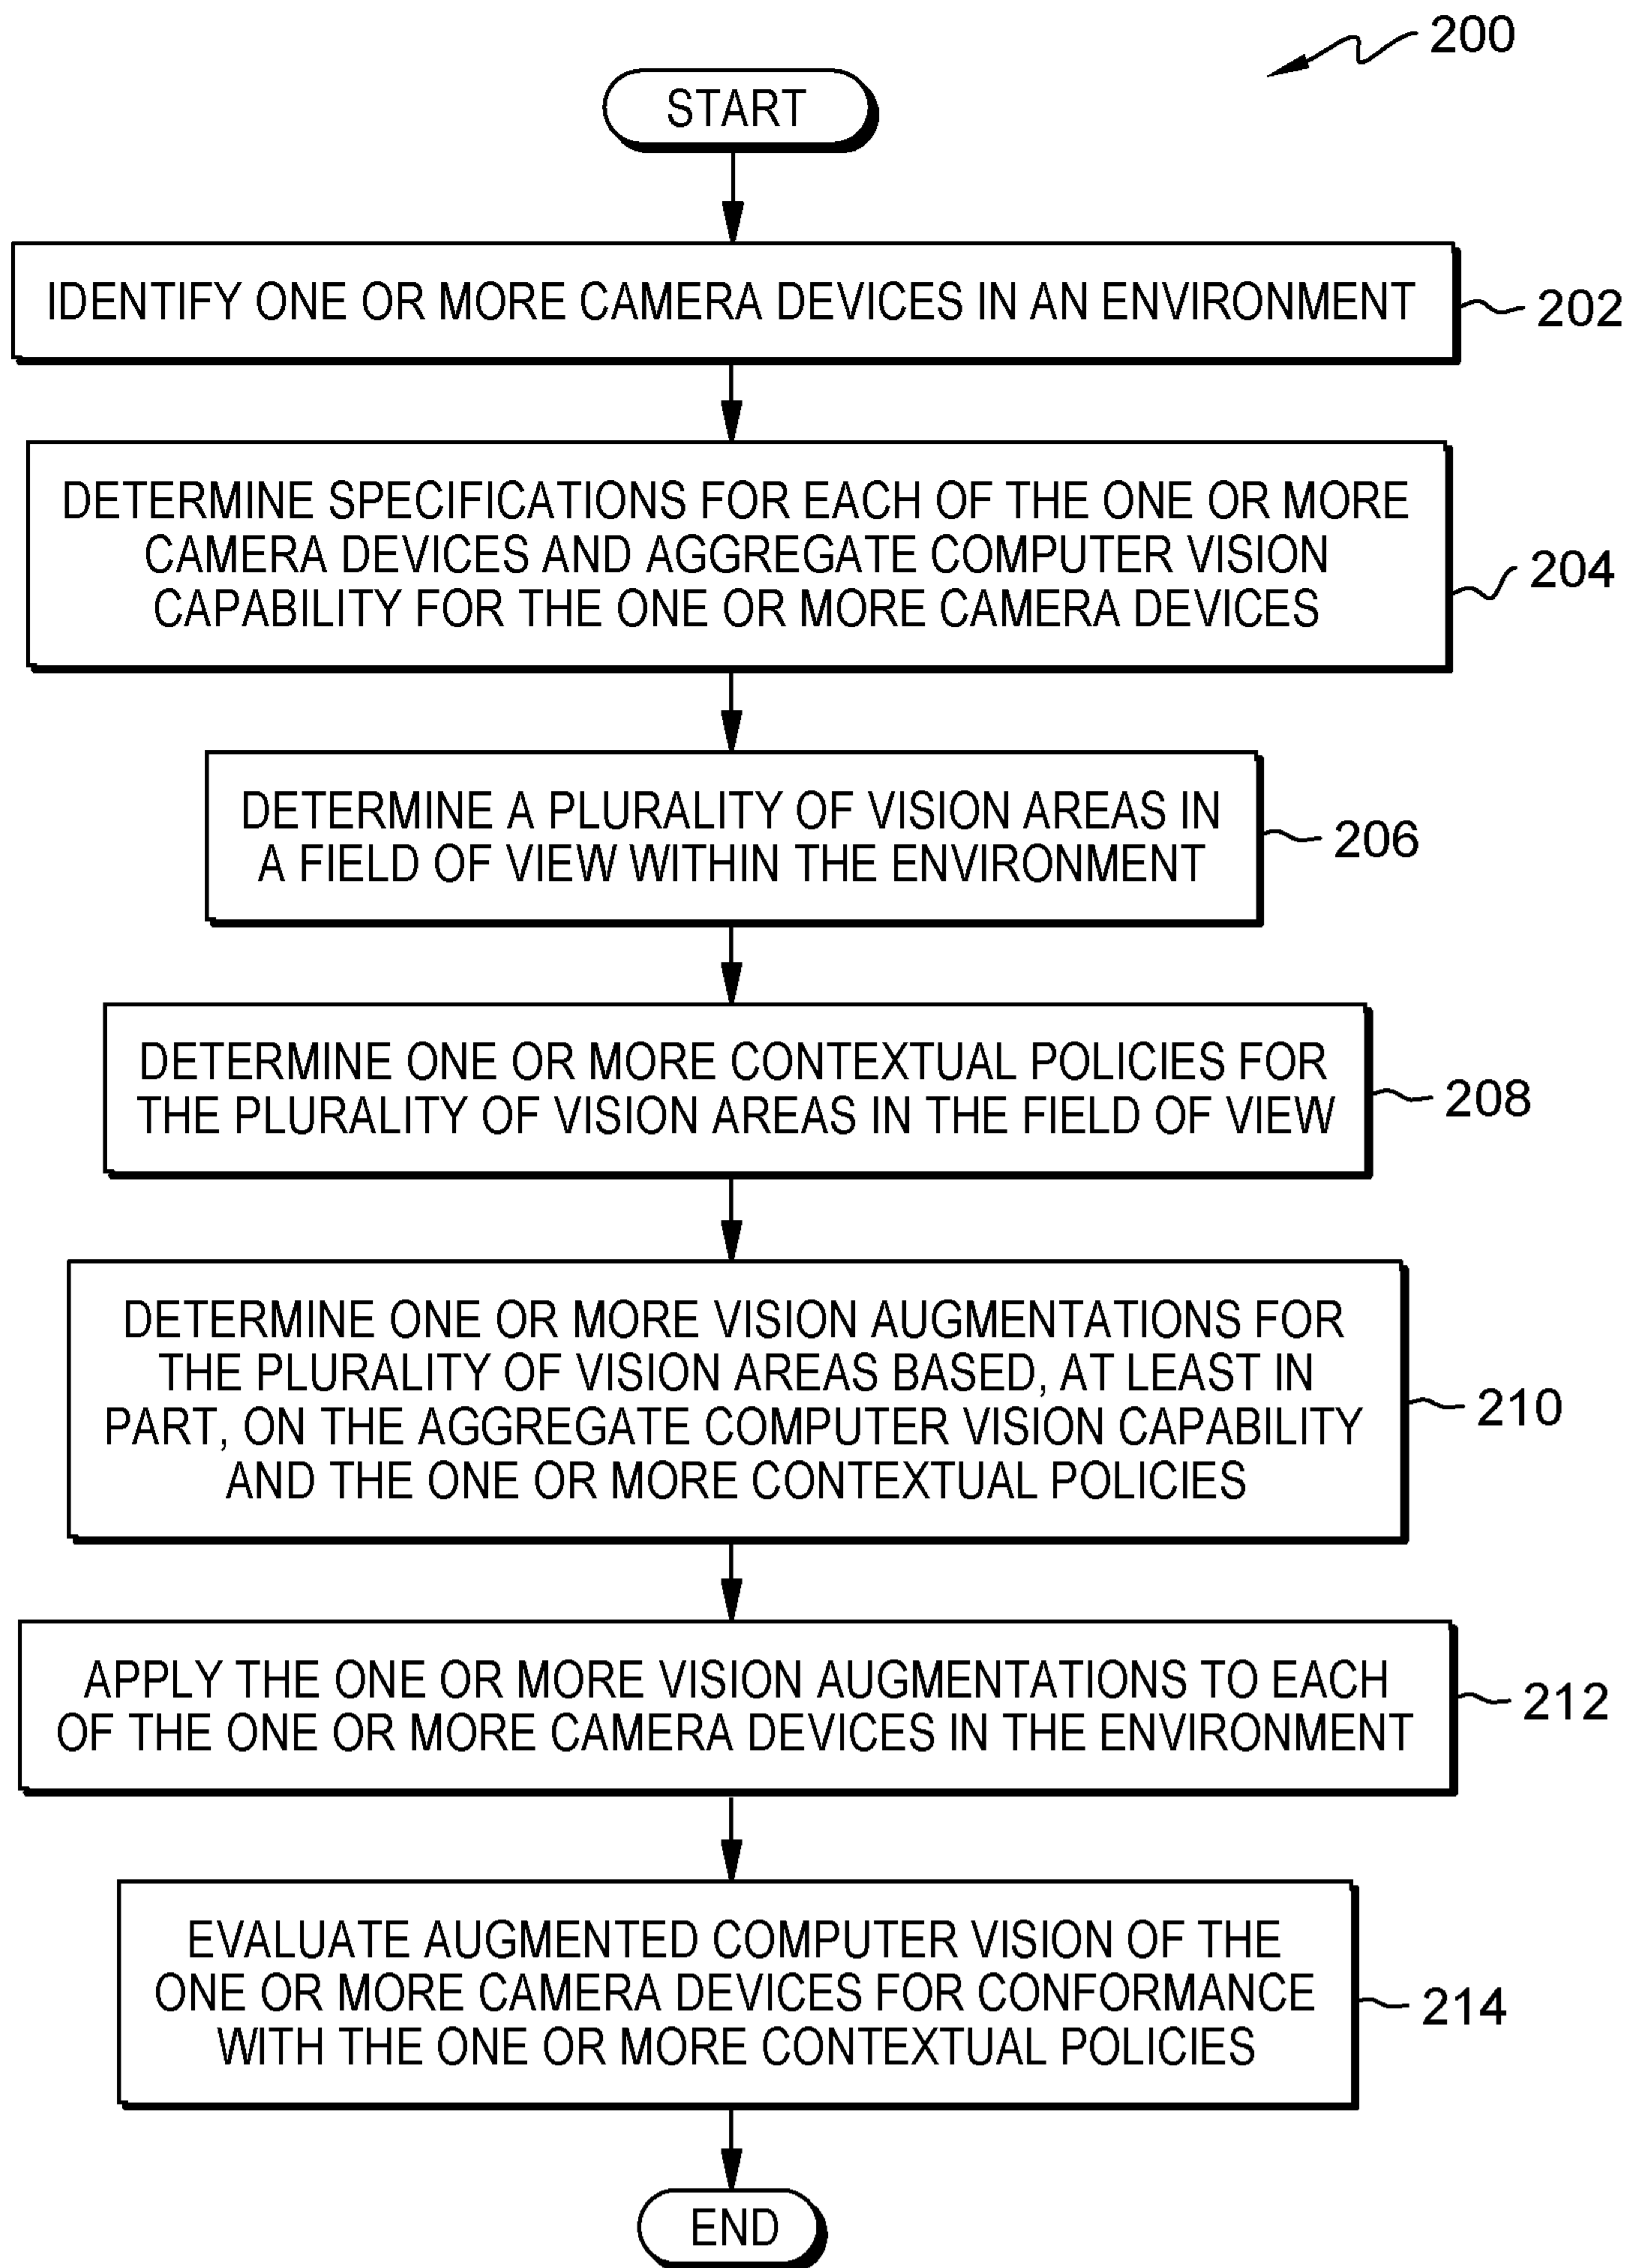 200
START
IDENTIFY ONE OR MORE CAMERA DEVICES IN AN ENVIRONMENT
202
DETERMINE SPECIFICATIONS FOR EACH OF THE ONE OR MORE
CAMERA DEVICES AND AGGREGATE COMPUTER VISION
CAPABILITY FOR THE ONE OR MORE CAMERA DEVICES
204
DETERMINE A PLURALITY OF VISION AREAS IN
A FIELD OF VIEW WITHIN THE ENVIRONMENT
206
DETERMINE ONE OR MORE CONTEXTUAL POLICIES FOR
THE PLURALITY OF VISION AREAS IN THE FIELD OF VIEW
208
DETERMINE ONE OR MORE VISION AUGMENTATIONS FOR
THE PLURALITY OF VISION AREAS BASED, AT LEAST IN
PART, ON THE AGGREGATE COMPUTER VISION CAPABILITY
AND THE ONE OR MORE CONTEXTUAL POLICIES
210
APPLY THE ONE OR MORE VISION AUGMENTATIONS TO EACH
OF THE ONE OR MORE CAMERA DEVICES IN THE ENVIRONMENT
212
EVALUATE AUGMENTED COMPUTER VISION OF THE
ONE OR MORE CAMERA DEVICES FOR CONFORMANCE
WITH THE ONE OR MORE CONTEXTUAL POLICIES
214
END